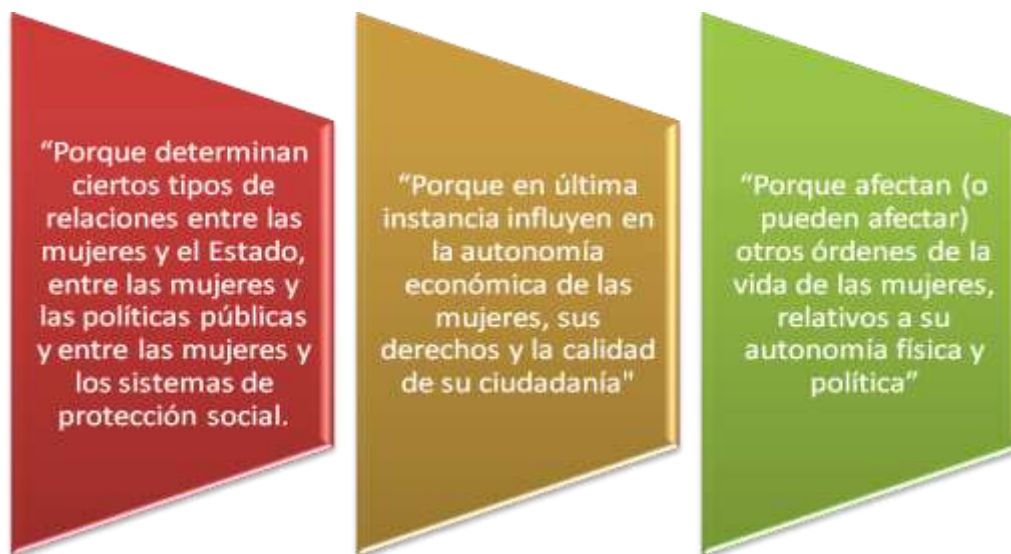 “Porque determinan
ciertos tipos de
relaciones entre las
mujeres y el Estado,
entre las mujeres y
las políticas públicas
y entre las mujeres y
los sistemas de
protección social.
“Porque en última
instancia influyen en
la autonomía
económica de las
mujeres, sus
derechos y la calidad
de su ciudadanía"
“Porque afectan (o
pueden afectar)
otros órdenes de la
vida de las mujeres,
relativos a su
autonomía física y
política”